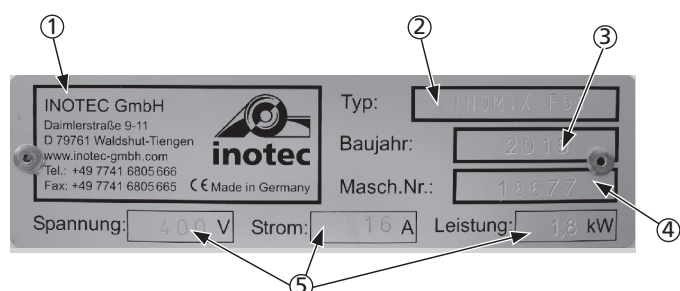 ①
②
③
INOTEC GmbH
Daimlerstraße 9-11
D 79761 Waldshut-Tiengen
www.inotec-gmbh.com
Tel.: +49 7741 6805 666
Fax: +49 7741 6805 665 CE Made in Germany
inotec
Typ: INOMIX
Baujahr:
Masch.Nr.: 18677
④
Spannung: 400 V Strom: 16 A Leistung: 1,8 kW
⑤